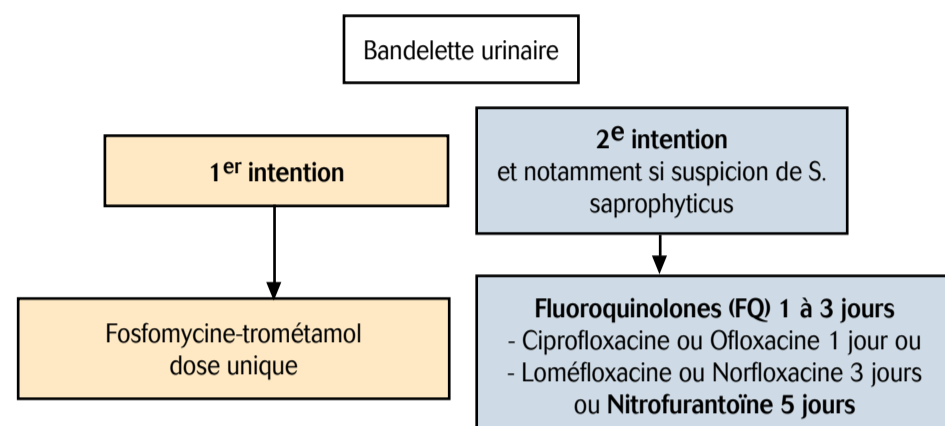 Bandelette urinaire
1er intention
2e intention
et notamment si suspicion de S.
saprophyticus
Fosfomycine-trométamol
dose unique
Fluoroquinolones (FQ) 1 à 3 jours
- Ciprofloxacine ou Ofloxacine 1 jour ou
- Loméfloxacine ou Norfloxacine 3 jours
ou Nitrofurantoïne 5 jours